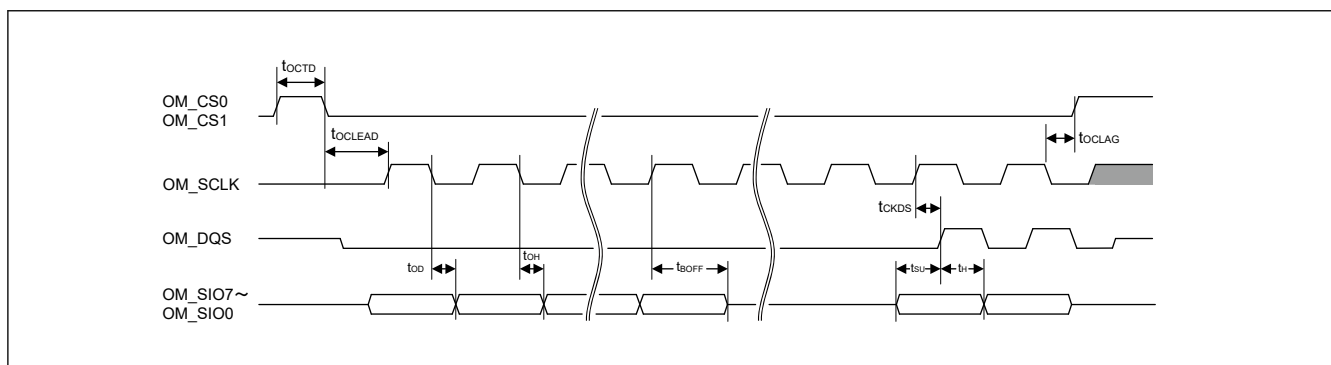 tOCTD
OM_CS0
OM_CS1
tOCLEAD
tOCLAG
OM_SCLK
tCKDS
OM_DQS
tOD
tOH
tBOFF
tSU
tH
OM_SIO7～
OM_SIO0